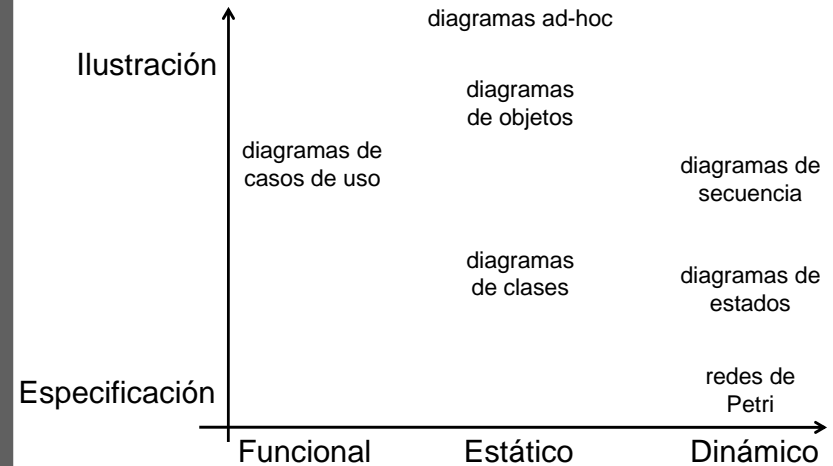 diagramas ad-hoc
Ilustración
diagramas
de objetos
diagramas de
casos de uso
diagramas de
secuencia
diagramas
de clases
diagramas de
estados
Especificación
redes de
Petri
Funcional
Estático
Dinámico